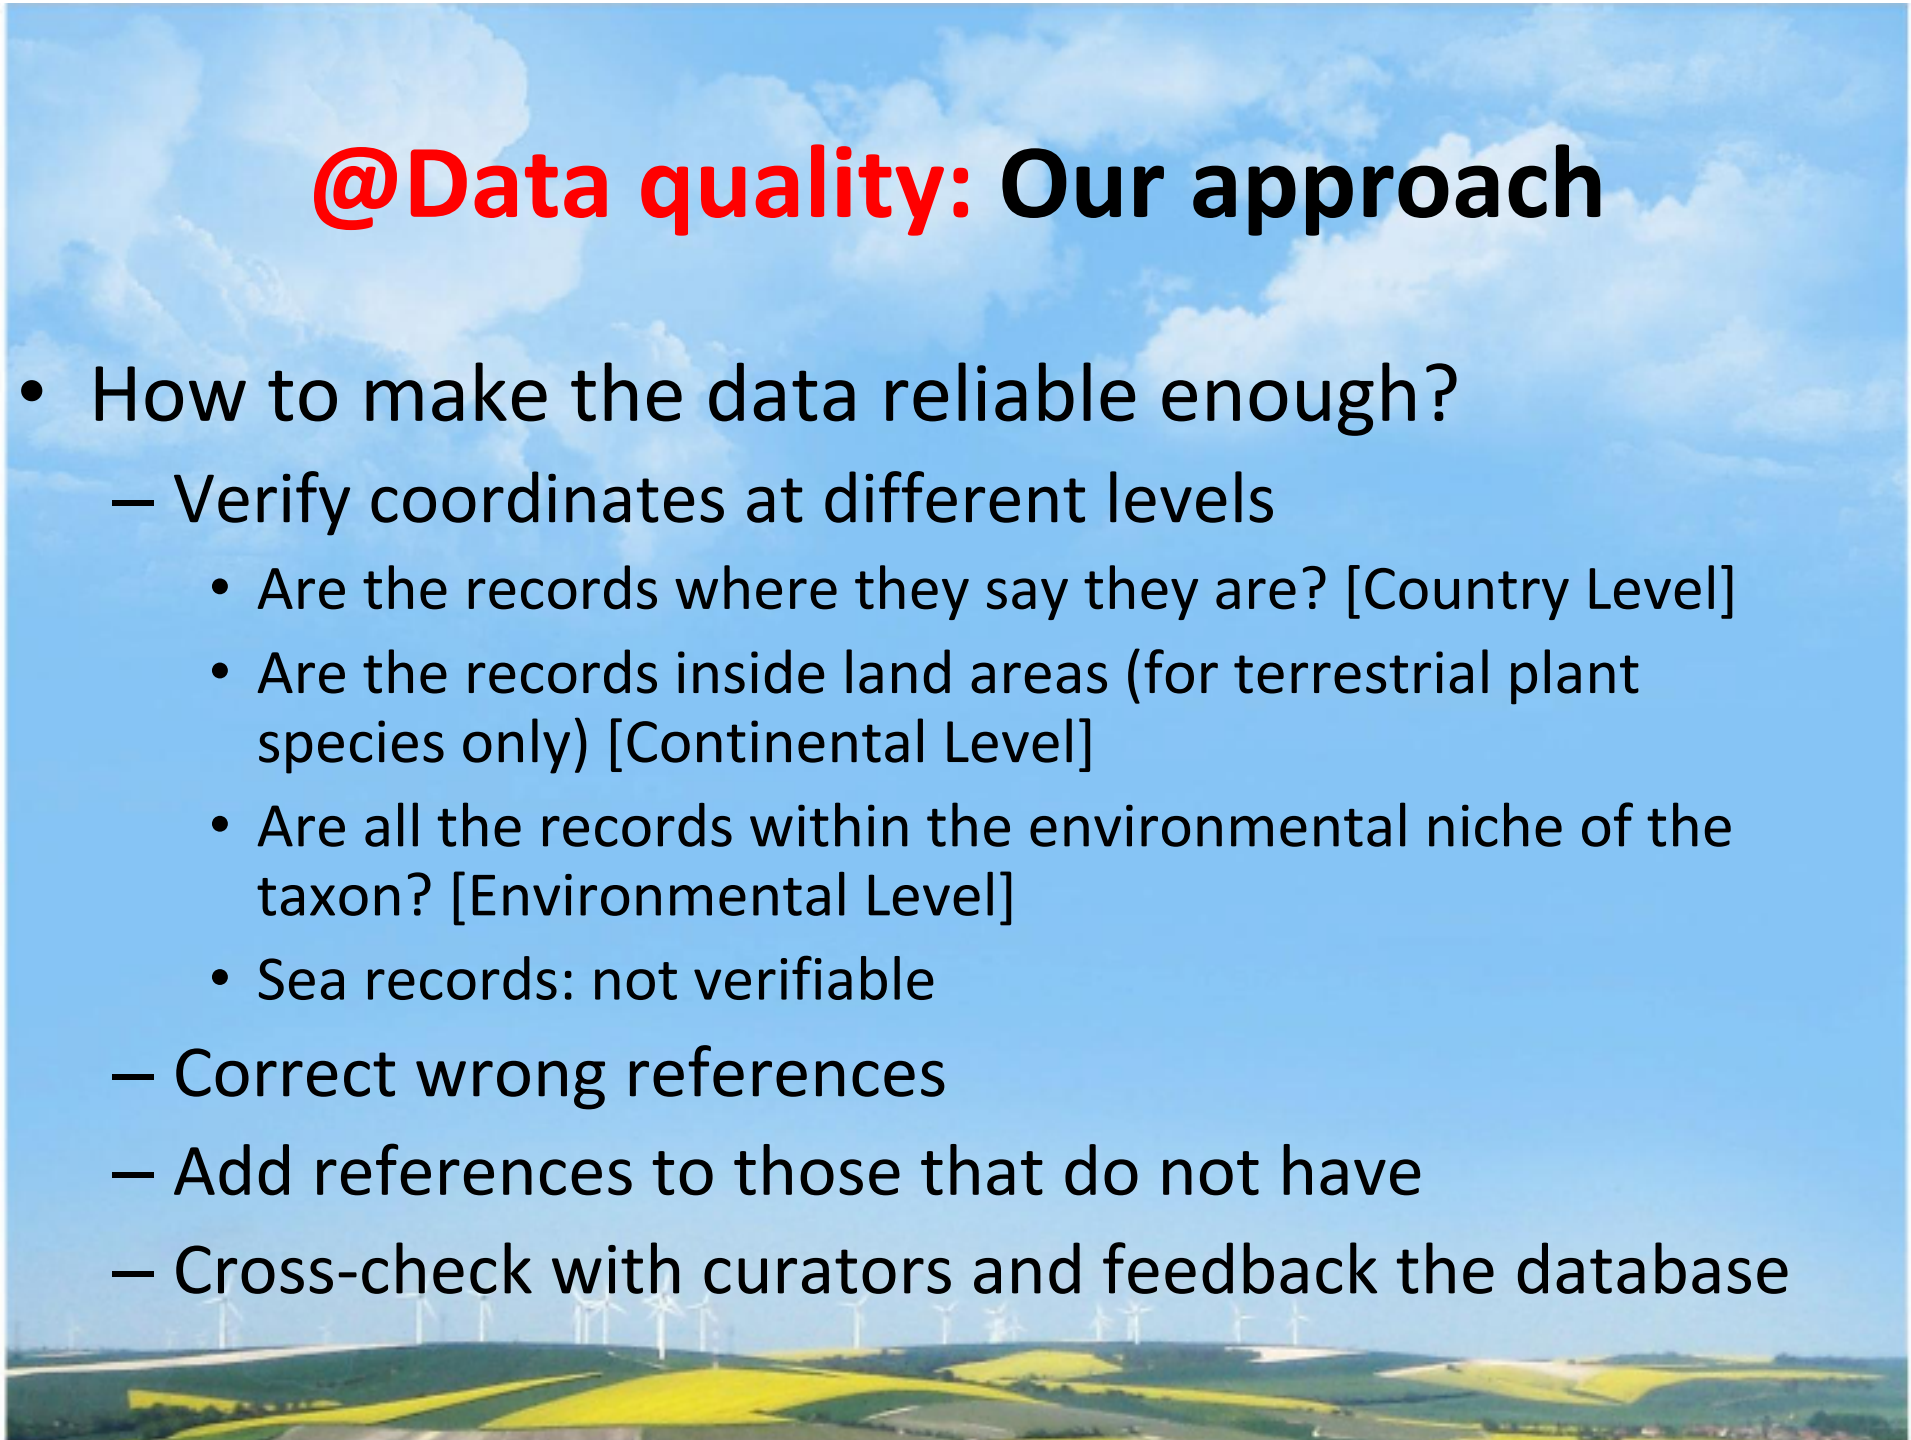 @Data quality: Our approach
• How to make the data reliable enough?
– Verify coordinates at different levels
• Are the records where they say they are? [Country Level]
• Are the records inside land areas (for terrestrial plant
species only) [Continental Level]
• Are all the records within the environmental niche of the
taxon? [Environmental Level]
• Sea records: not verifiable
– Correct wrong references
– Add references to those that do not have
– Cross-check with curators and feedback the database